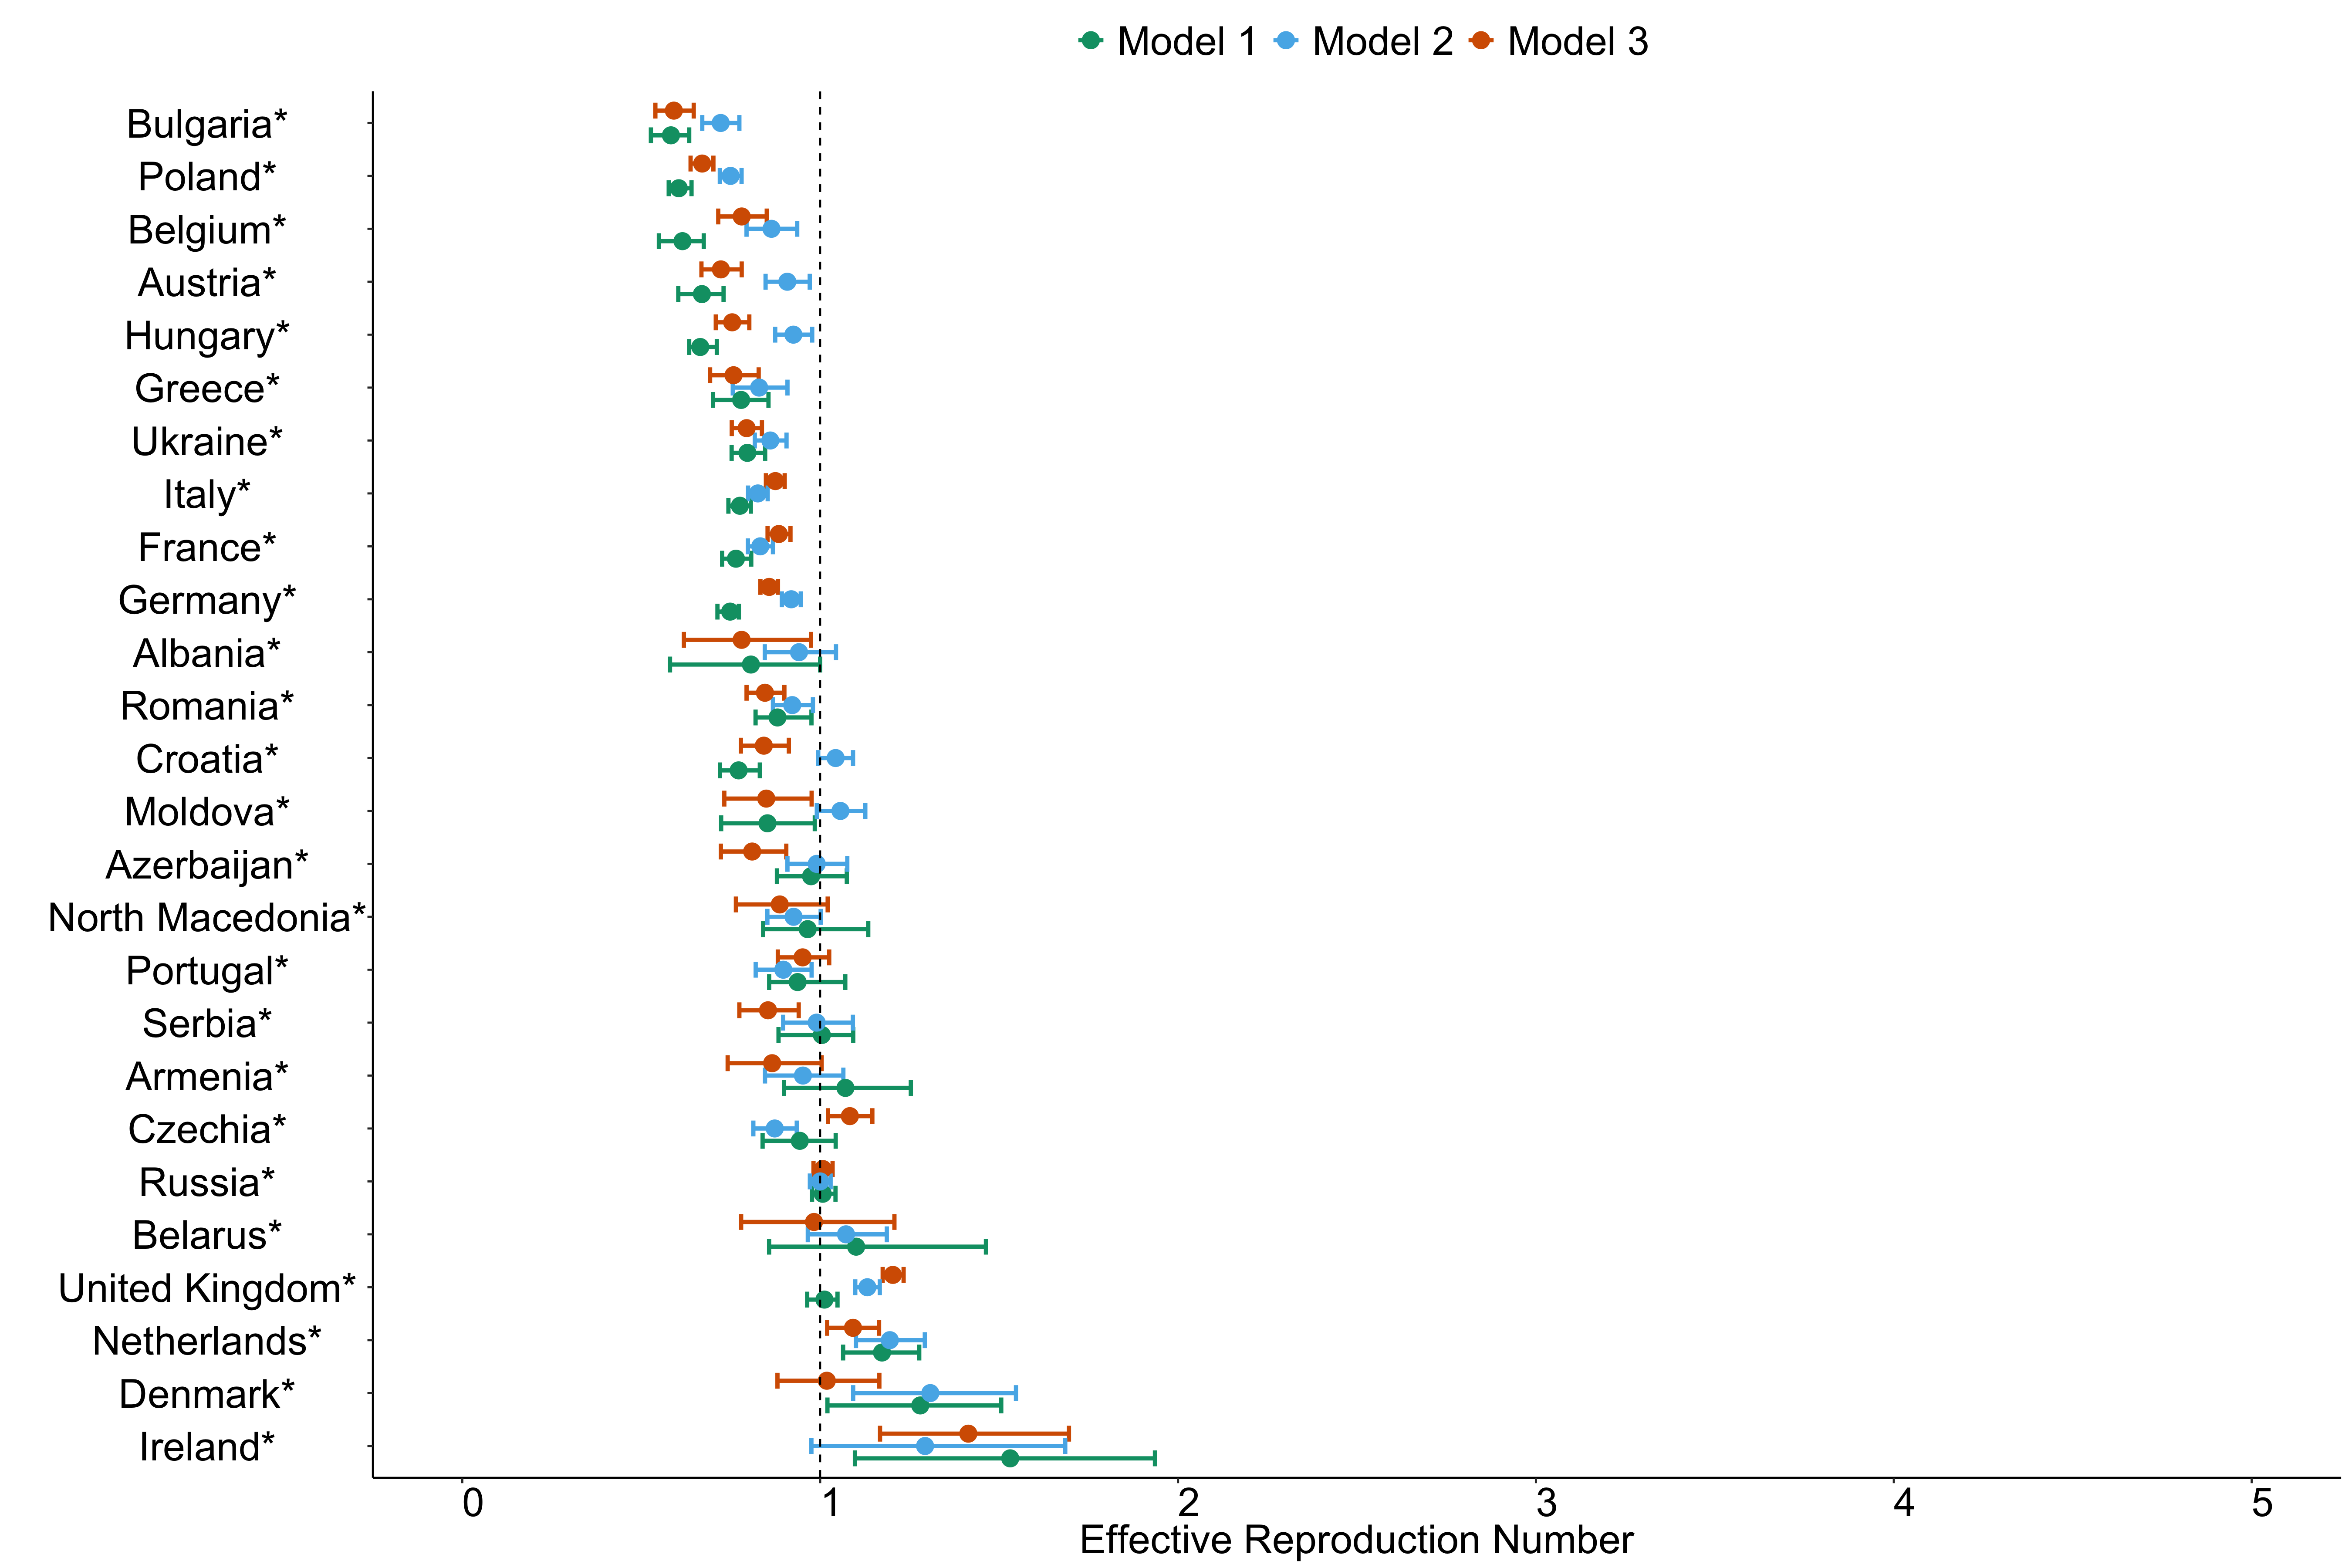 Model 1 Model 2 Model 3
Bulgaria*
Poland*
Belgium*
Austria*
Hungary*
Greece*
Ukraine*
Italy*
France*
Germany*
Albania*
Romania*
Croatia*
Moldova*
Azerbaijan*
North Macedonia*
Portugal*
Serbia*
Armenia*
Czechia*
Russia*
Belarus*
United Kingdom*
Netherlands*
Denmark*
Ireland*
0 1 2 3 4 5
Effective Reproduction Number